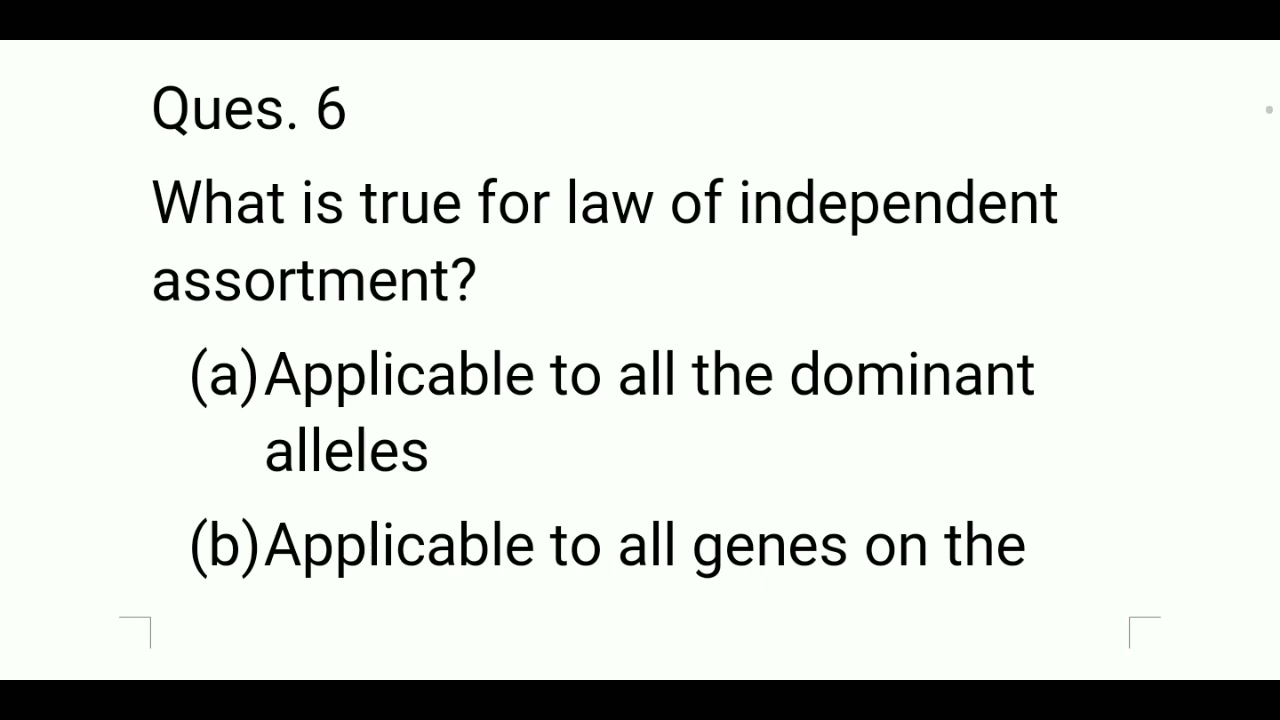 Ques. 6
What is true for law of independent
assortment?
(a)Applicable to all the dominant
alleles
(b)Applicable to all genes on the